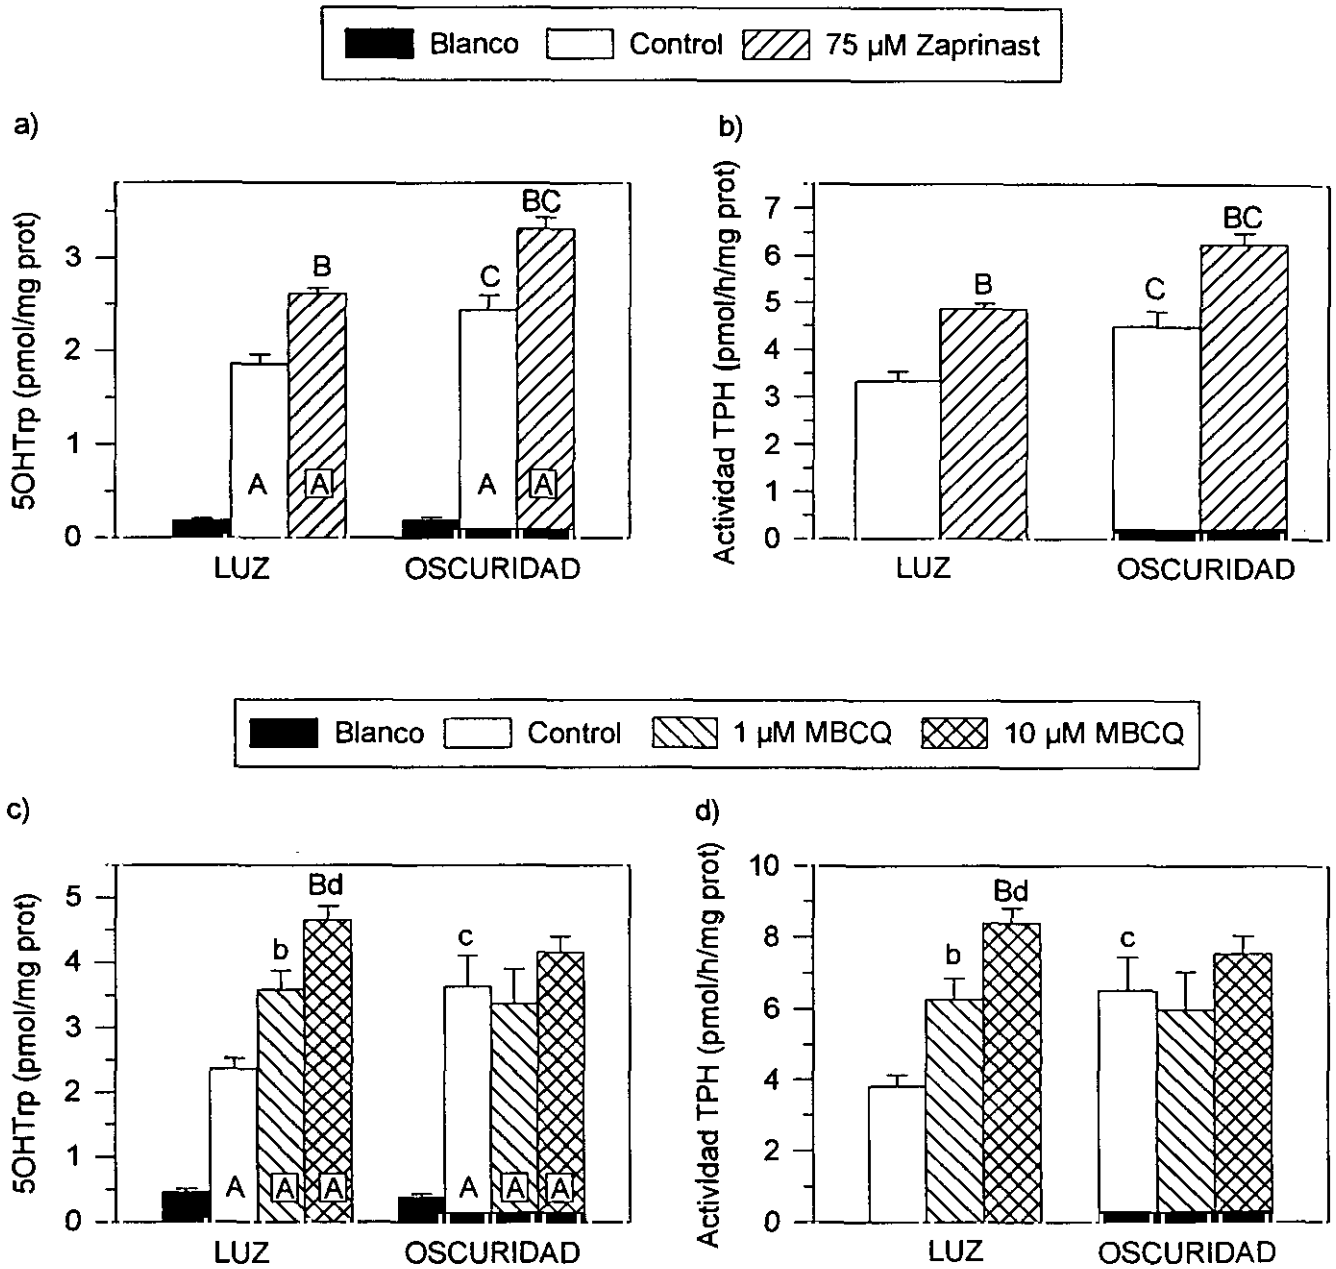 Blanco Control 75 µM Zaprinast
a)
5OHTrp (pmol/mg prot)
3
2
1
0
A
B
A
C
A
BC
A
LUZ OSCURIDAD
b)
Actividad TPH (pmol/h/mg prot)
7
6
5
4
3
2
1
0
B
C
BC
LUZ OSCURIDAD
Blanco Control 1 µM MBCQ 10 µM MBCQ
c)
5OHTrp (pmol/mg prot)
5
4
3
2
1
0
A
b
A
Bd
A
c
A
A
A
LUZ OSCURIDAD
d)
Actividad TPH (pmol/h/mg prot)
10
8
6
4
2
0
b
Bd
c
LUZ OSCURIDAD